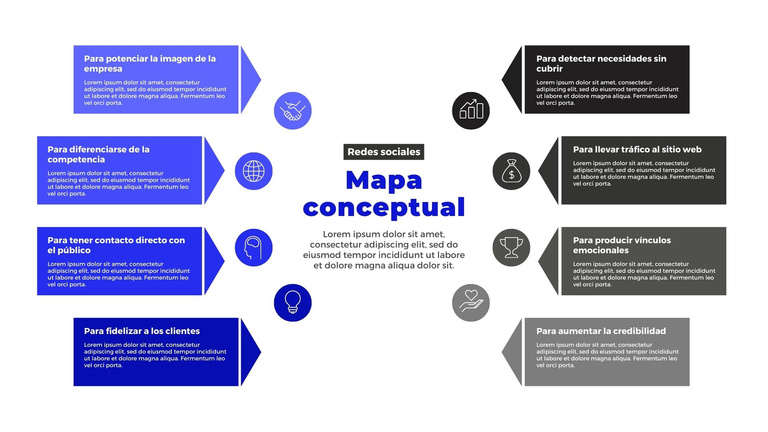 Para potenciar la imagen de la
empresa
Lorem ipsum dolor sit amet, consectetur
adipiscing elit, sed do eiusmod tempor incididunt
ut labore et dolore magna aliqua. Fermentum leo
vel orci porta.
Para diferenciarse de la
competencia
Lorem ipsum dolor sit amet, consectetur
adipiscing elit, sed do eiusmod tempor incididunt
ut labore et dolore magna aliqua. Fermentum leo
vel orci porta.
Para tener contacto directo con
el público
Lorem ipsum dolor sit amet, consectetur
adipiscing elit, sed do eiusmod tempor incididunt
ut labore et dolore magna aliqua. Fermentum leo
vel orci porta.
Para fidelizar a los clientes
Lorem ipsum dolor sit amet, consectetur
adipiscing elit, sed do eiusmod tempor incididunt
ut labore et dolore magna aliqua. Fermentum leo
vel orci porta.
Redes sociales
Mapa
conceptual
Lorem ipsum dolor sit amet,
consectetur adipiscing elit, sed do
eiusmod tempor incididunt ut labore
et dolore magna aliqua dolor sit.
Para detectar necesidades sin
cubrir
Lorem ipsum dolor sit amet, consectetur
adipiscing elit, sed do eiusmod tempor incididunt
ut labore et dolore magna aliqua. Fermentum leo
vel orci porta.
$
Para llevar tráfico al sitio web
Lorem ipsum dolor sit amet, consectetur
adipiscing elit, sed do eiusmod tempor incididunt
ut labore et dolore magna aliqua. Fermentum leo
vel orci porta.
Para producir vínculos
emocionales
Lorem ipsum dolor sit amet, consectetur
adipiscing elit, sed do eiusmod tempor incididunt
ut labore et dolore magna aliqua. Fermentum leo
vel orci porta.
Para aumentar la credibilidad
Lorem ipsum dolor sit amet, consectetur
adipiscing elit, sed do eiusmod tempor incididunt
ut labore et dolore magna aliqua. Fermentum leo
vel orci porta.